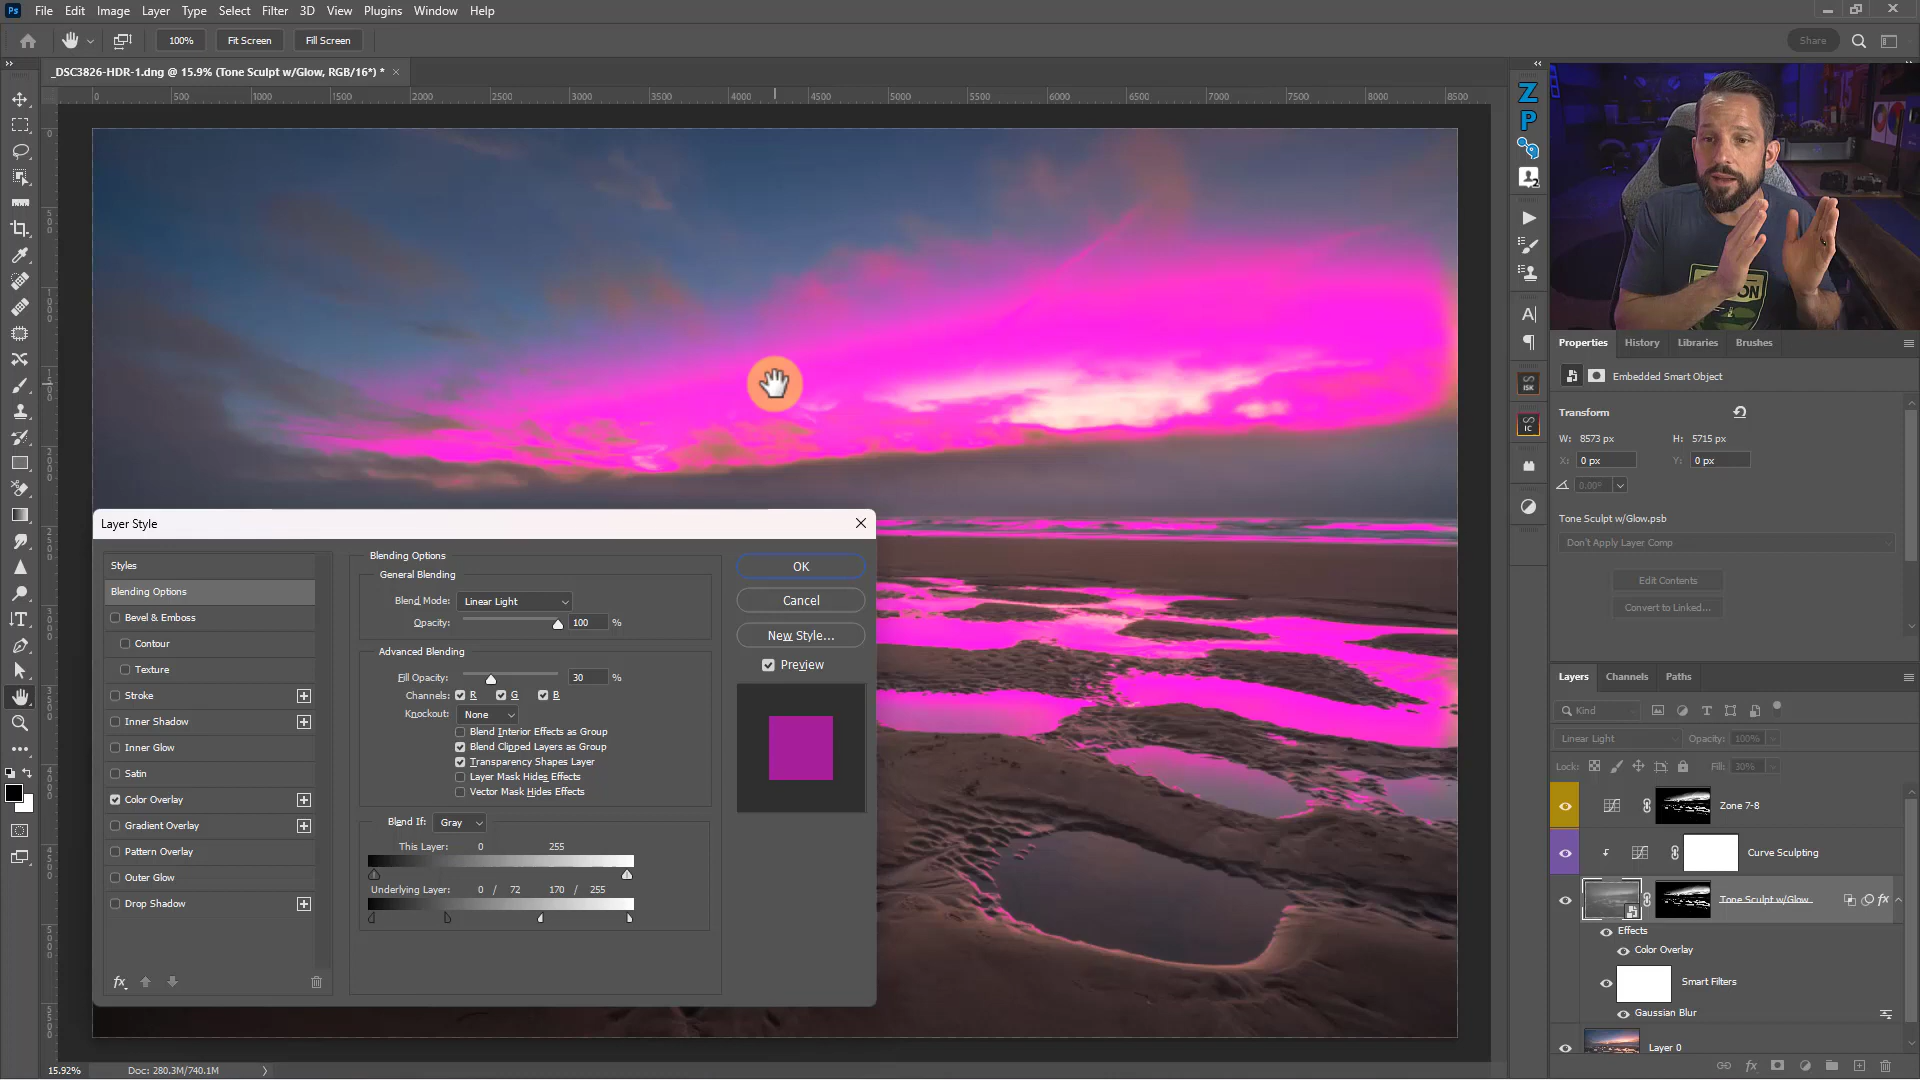 Ps File Edit Image Layer Type Select Filter 3D View Plugins Window Help
100% Fit Screen Fill Screen Share
_DSC3826-HDR-1.dng @ 15.9% (Tone Sculpt w/Glow, RGB/16*) * ×
0 500 1000 1500 2000 2500 3000 3500 4000 4500 5000 5500 6000 6500 7000 7500 8000 8500
Layer Style
Styles
Blending Options
Bevel & Emboss
Contour
Texture
Stroke
Inner Shadow
Inner Glow
Satin
Color Overlay
Gradient Overlay
Pattern Overlay
Outer Glow
Drop Shadow
fx
Blending Options
General Blending
Blend Mode: Linear Light
Opacity: 100 %
Advanced Blending
Fill Opacity: 30 %
Channels: R G B
Knockout: None
Blend Interior Effects as Group
Blend Clipped Layers as Group
Transparency Shapes Layer
Layer Mask Hides Effects
Vector Mask Hides Effects
Blend If: Gray
This Layer: 0 255
Underlying Layer: 0 / 72 170 / 255
OK
Cancel
New Style...
Preview
15.92% Doc: 280.3M/740.1M
Z
P
ISK
IC
Properties History Libraries Brushes
Embedded Smart Object
Transform
W: 8573 px H: 5715 px
X: 0 px Y: 0 px
0.00°
Tone Sculpt w/Glow.psb
Don't Apply Layer Comp
Edit Contents
Convert to Linked...
Layers Channels Paths
Kind
Linear Light Opacity: 100%
Lock: Fill: 30%
Zone 7-8
Curve Sculpting
Tone Sculpt w/Glow fx
Effects
Color Overlay
Smart Filters
Gaussian Blur
Layer 0
fx